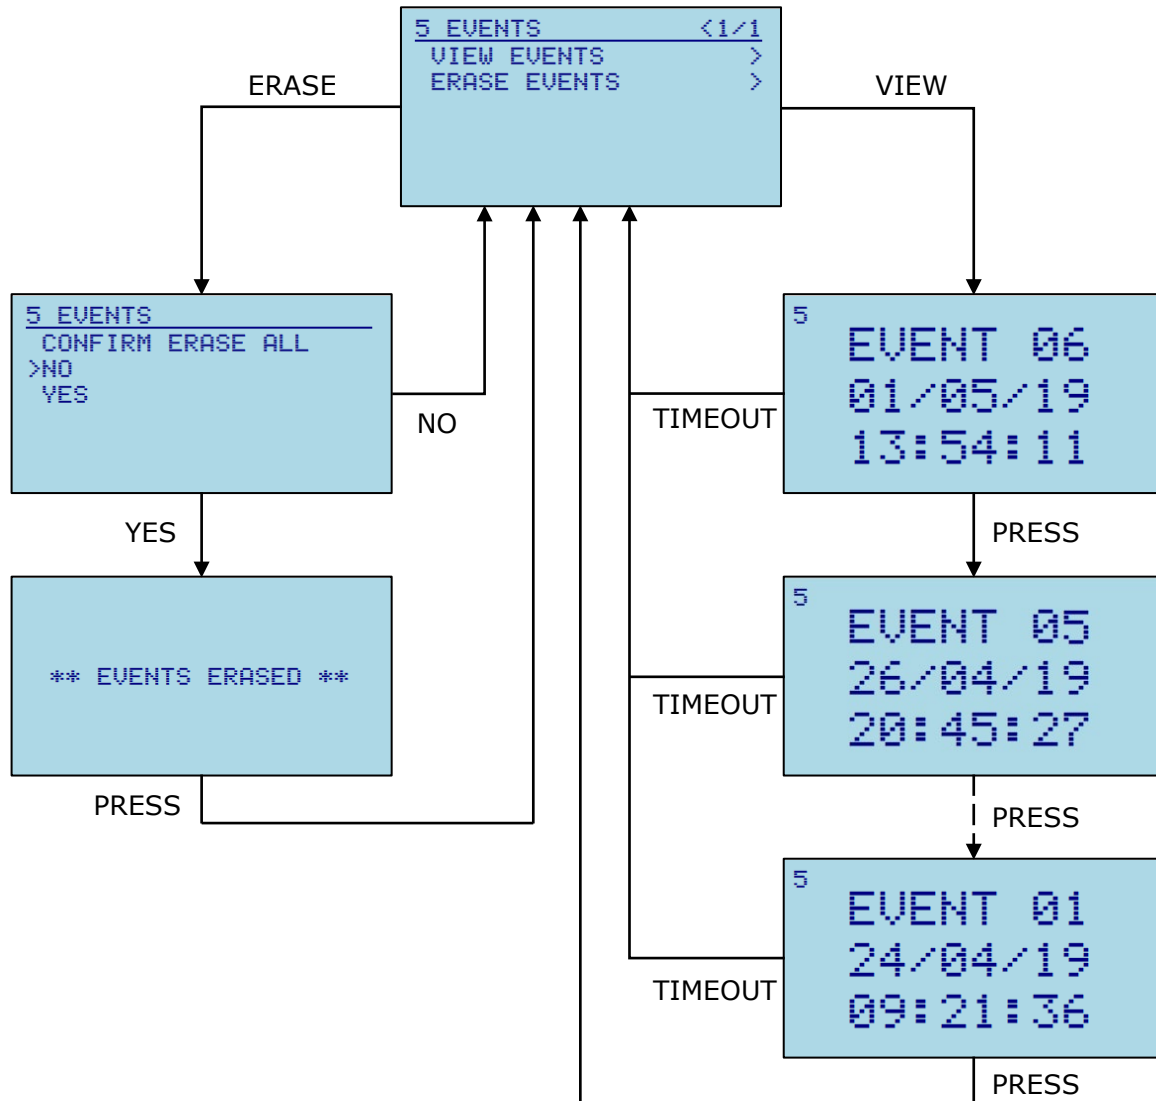 5 EVENTS <1/1
VIEW EVENTS >
ERASE EVENTS >
ERASE
VIEW
5 EVENTS
CONFIRM ERASE ALL
>NO
YES
NO
5
EVENT 06
01/05/19
13:54:11
TIMEOUT
YES
PRESS
** EVENTS ERASED **
5
EVENT 05
26/04/19
20:45:27
TIMEOUT
PRESS
PRESS
5
EVENT 01
24/04/19
09:21:36
TIMEOUT
PRESS